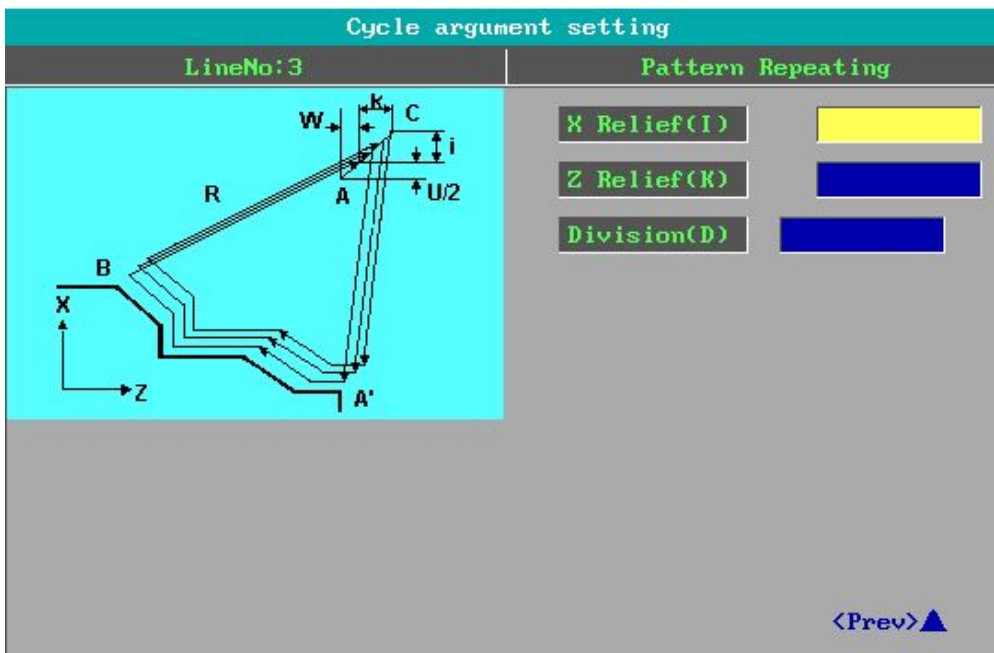 Cycle argument setting
LineNo:3
Pattern Repeating
k
W
C
i
R
A
U/2
B
X
Z
A'
X Relief(I)
Z Relief(K)
Division(D)
<Prev>